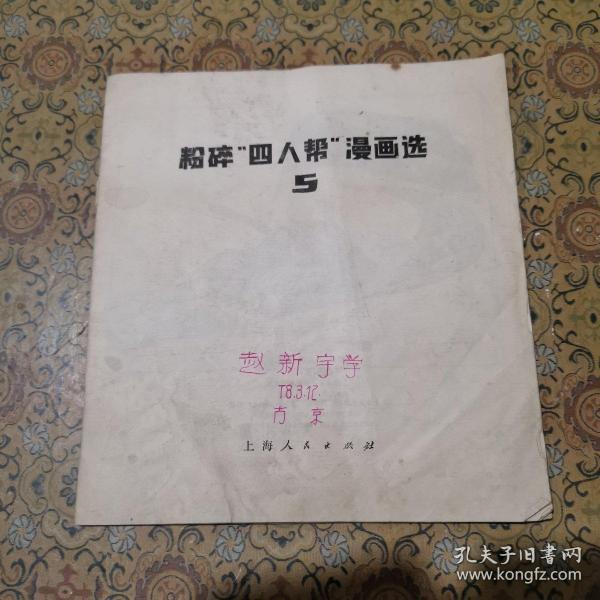 粉碎"四人帮"漫画选
5
赵新宇学
78.3.12.
方京
上海人民出版社
孔夫子旧书网
www.kongfz.com